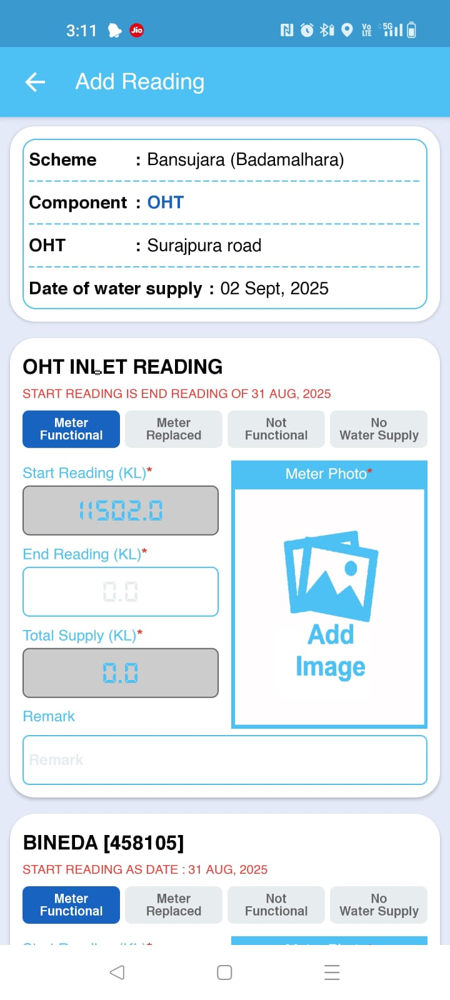 3:11 Jio Vo LTE 5G
Add Reading
Scheme : Bansujara (Badamalhara)
Component : OHT
OHT : Surajpura road
Date of water supply : 02 Sept, 2025
OHT INLET READING
START READING IS END READING OF 31 AUG, 2025
Meter Functional
Meter Replaced
Not Functional
No Water Supply
Start Reading (KL)*
11502.0
End Reading (KL)*
0.0
Total Supply (KL)*
0.0
Meter Photo*
Add
Image
Remark
Remark
BINEDA [458105]
START READING AS DATE : 31 AUG, 2025
Meter Functional
Meter Replaced
Not Functional
No Water Supply